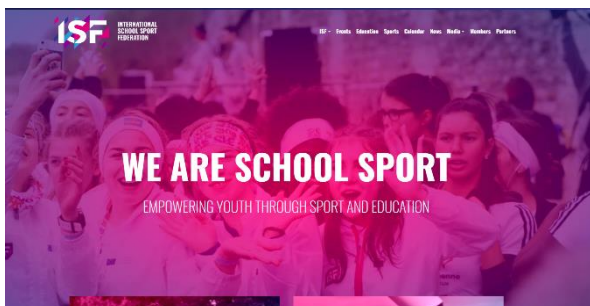 ISF
INTERNATIONAL
SCHOOL SPORT
FEDERATION
ISF Events Education Sports Calendar News Media Members Partners
WE ARE SCHOOL SPORT
EMPOWERING YOUTH THROUGH SPORT AND EDUCATION